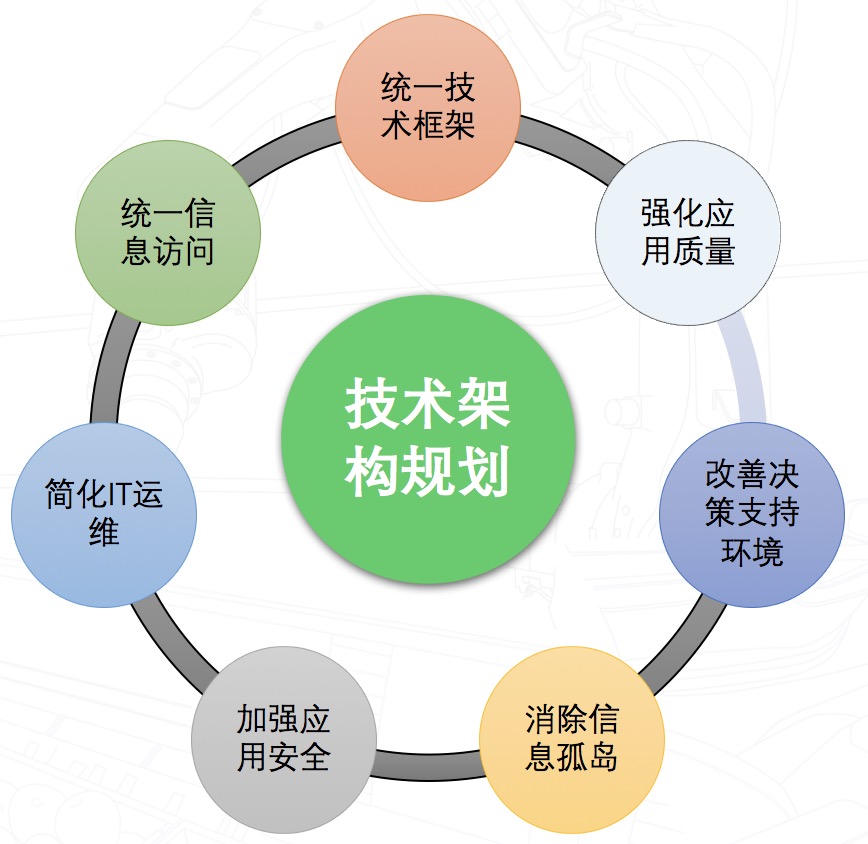 统一技
术框架
强化应
用质量
改善决
策支持
环境
消除信
息孤岛
加强应
用安全
简化IT运
维
统一信
息访问
技术架
构规划